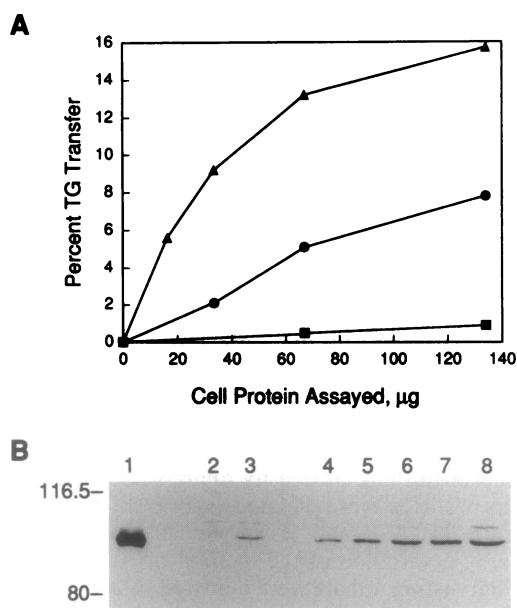 A
16
14
12
10
8
6
4
2
0
Percent TG Transfer
0 20 40 60 80 100 120 140
Cell Protein Assayed, μg
B
1 2 3 4 5 6 7 8
116.5–
80–